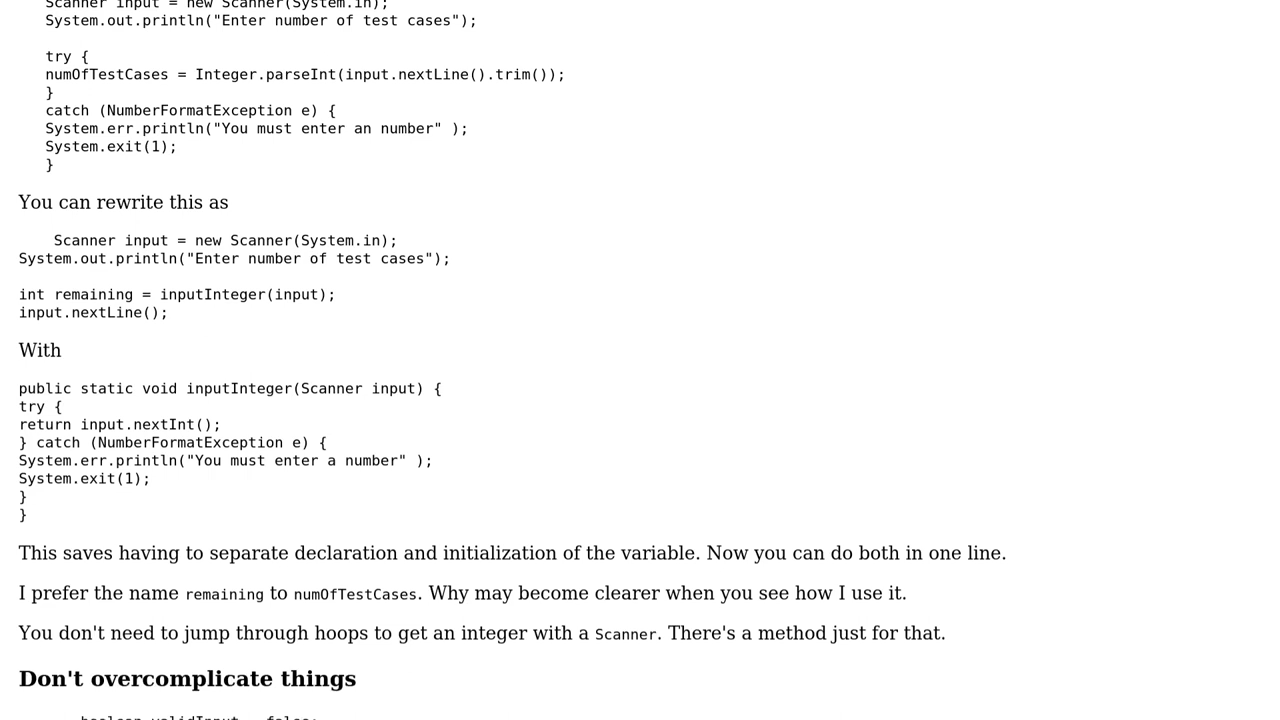 Scanner input = new Scanner(System.in);
System.out.println("Enter number of test cases");
try {
numOfTestCases = Integer.parseInt(input.nextLine().trim());
}
catch (NumberFormatException e) {
System.err.println("You must enter an number" );
System.exit(1);
}
You can rewrite this as
Scanner input = new Scanner(System.in);
System.out.println("Enter number of test cases");
int remaining = inputInteger(input);
input.nextLine();
With
public static void inputInteger(Scanner input) {
try {
return input.nextInt();
} catch (NumberFormatException e) {
System.err.println("You must enter a number" );
System.exit(1);
}
}
This saves having to separate declaration and initialization of the variable. Now you can do both in one line.
I prefer the name remaining to numOfTestCases. Why may become clearer when you see how I use it.
You don't need to jump through hoops to get an integer with a Scanner. There's a method just for that.
Don't overcomplicate things
boolean validInput = false;